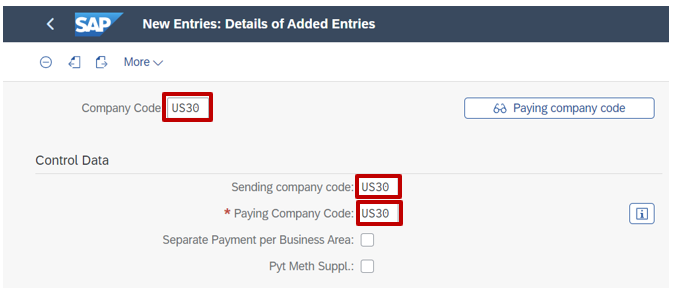 SAP New Entries: Details of Added Entries
More
Company Code: US30 Paying company code
Control Data
Sending company code: US30
* Paying Company Code: US30
Separate Payment per Business Area:
Pyt Meth Suppl.: